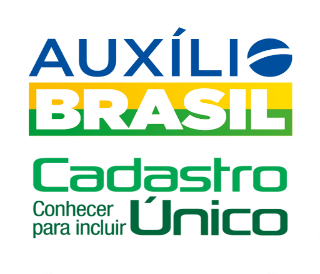 AUXÍLIO
BRASIL
Cadastro
Conhecer
para incluir
Único